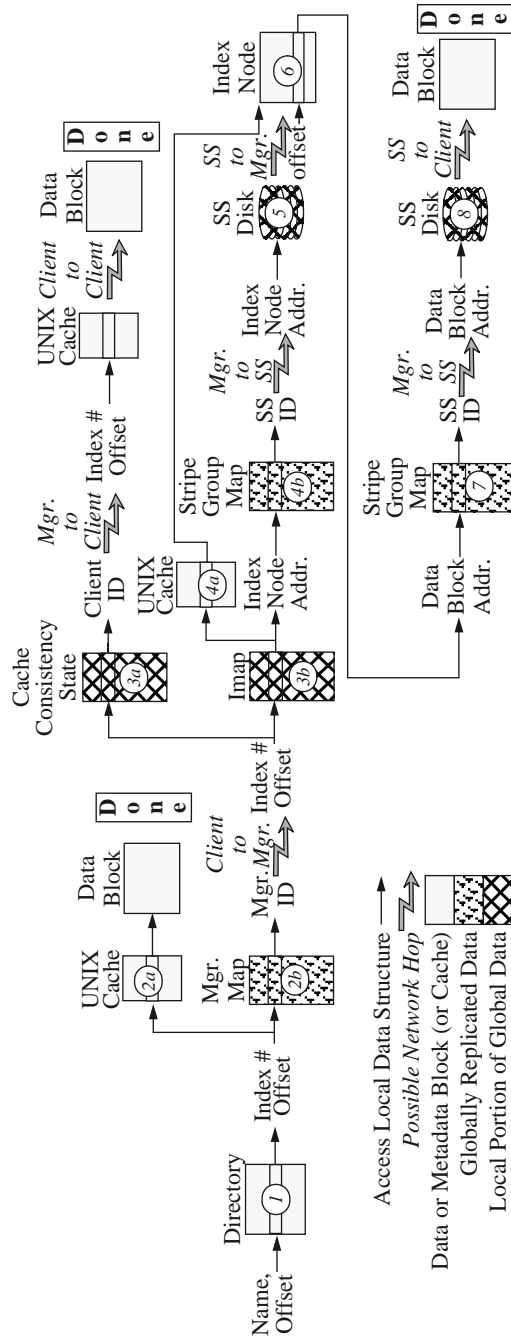 Name,
Offset
Directory
1
Index #
Offset
UNIX
Cache
2a
Data
Block
Done
Mgr.
Map
2b
Mgr.
ID
Client
to
Mgr.
Index #
Offset
Cache
Consistency
State
3a
Client
ID
Mgr.
to
Client
Index #
Offset
UNIX
Cache
Client
to
Client
Data
Block
Done
Imap
3b
UNIX
Cache
4a
Index
Node
Addr.
Stripe
Group
Map
4b
SS
ID
Mgr.
to
SS
Index
Node
Addr.
SS
Disk
5
SS
to
Mgr.
offset
Index
Node
6
Data
Block
Addr.
Stripe
Group
Map
7
SS
ID
Mgr.
to
SS
Data
Block
Addr.
SS
Disk
8
SS
to
Client
Data
Block
Done
Access Local Data Structure
Possible Network Hop
Data or Metadata Block (or Cache)
Globally Replicated Data
Local Portion of Global Data